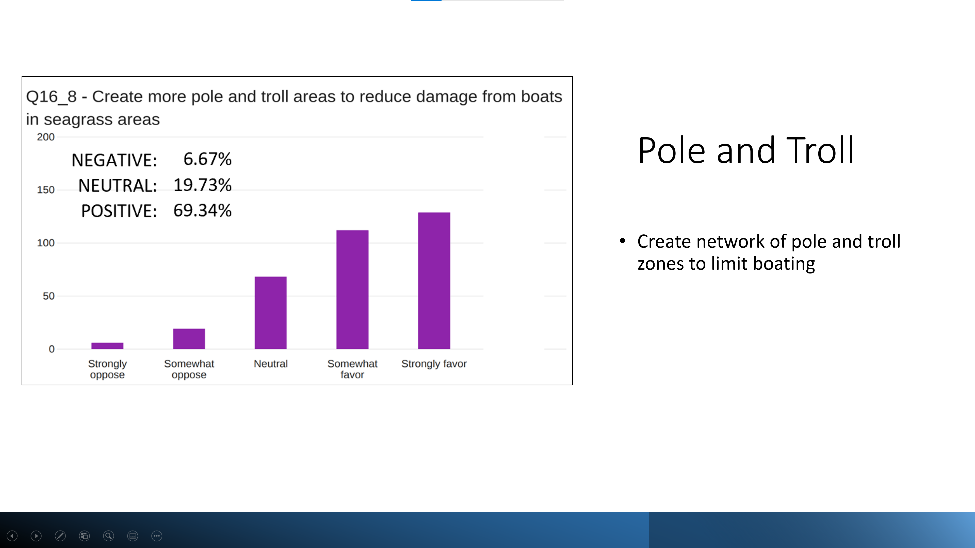 Q16_8 - Create more pole and troll areas to reduce damage from boats
in seagrass areas
200
150
100
50
0
NEGATIVE: 6.67%
NEUTRAL: 19.73%
POSITIVE: 69.34%
Strongly
oppose
Somewhat
oppose
Neutral
Somewhat
favor
Strongly favor
Pole and Troll
• Create network of pole and troll
zones to limit boating